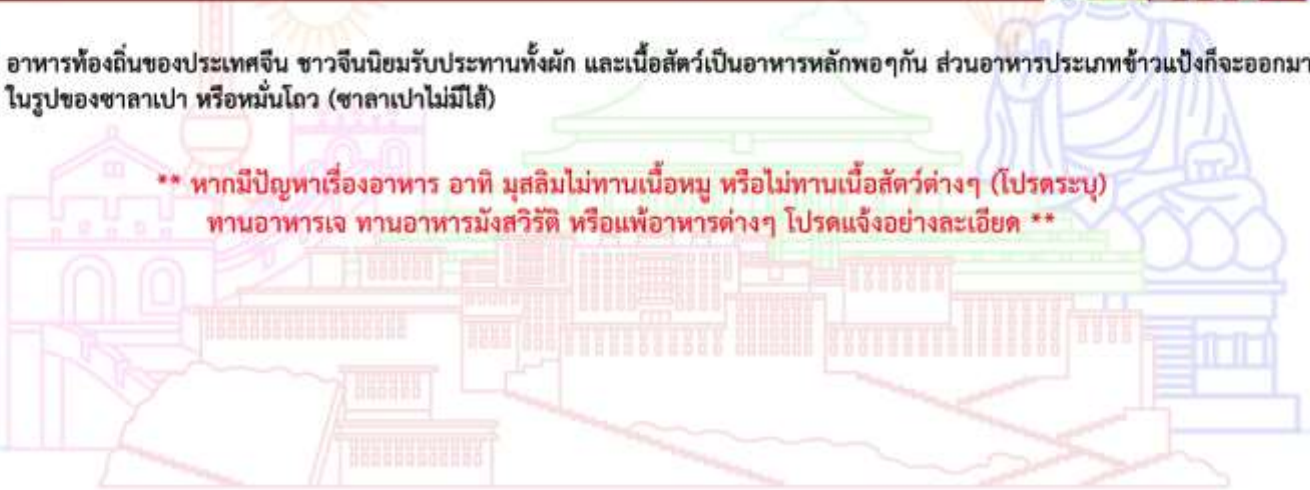 อาหารท้องถิ่นของประเทศจีน ชาวจีนนิยมรับประทานทั้งผัก และเนื้อสัตว์เป็นอาหารหลักพอๆกัน ส่วนอาหารประเภทข้าวแป้งก็จะออกมา
ในรูปของซาลาเปา หรือหมั่นโถว (ซาลาเปาไม่มีไส้)
** หากมีปัญหาเรื่องอาหาร อาทิ มุสลิมไม่ทานเนื้อหมู หรือไม่ทานเนื้อสัตว์ต่างๆ (โปรดระบุ)
ทานอาหารเจ ทานอาหารมังสวิรัติ หรือแพ้อาหารต่างๆ โปรดแจ้งอย่างละเอียด **